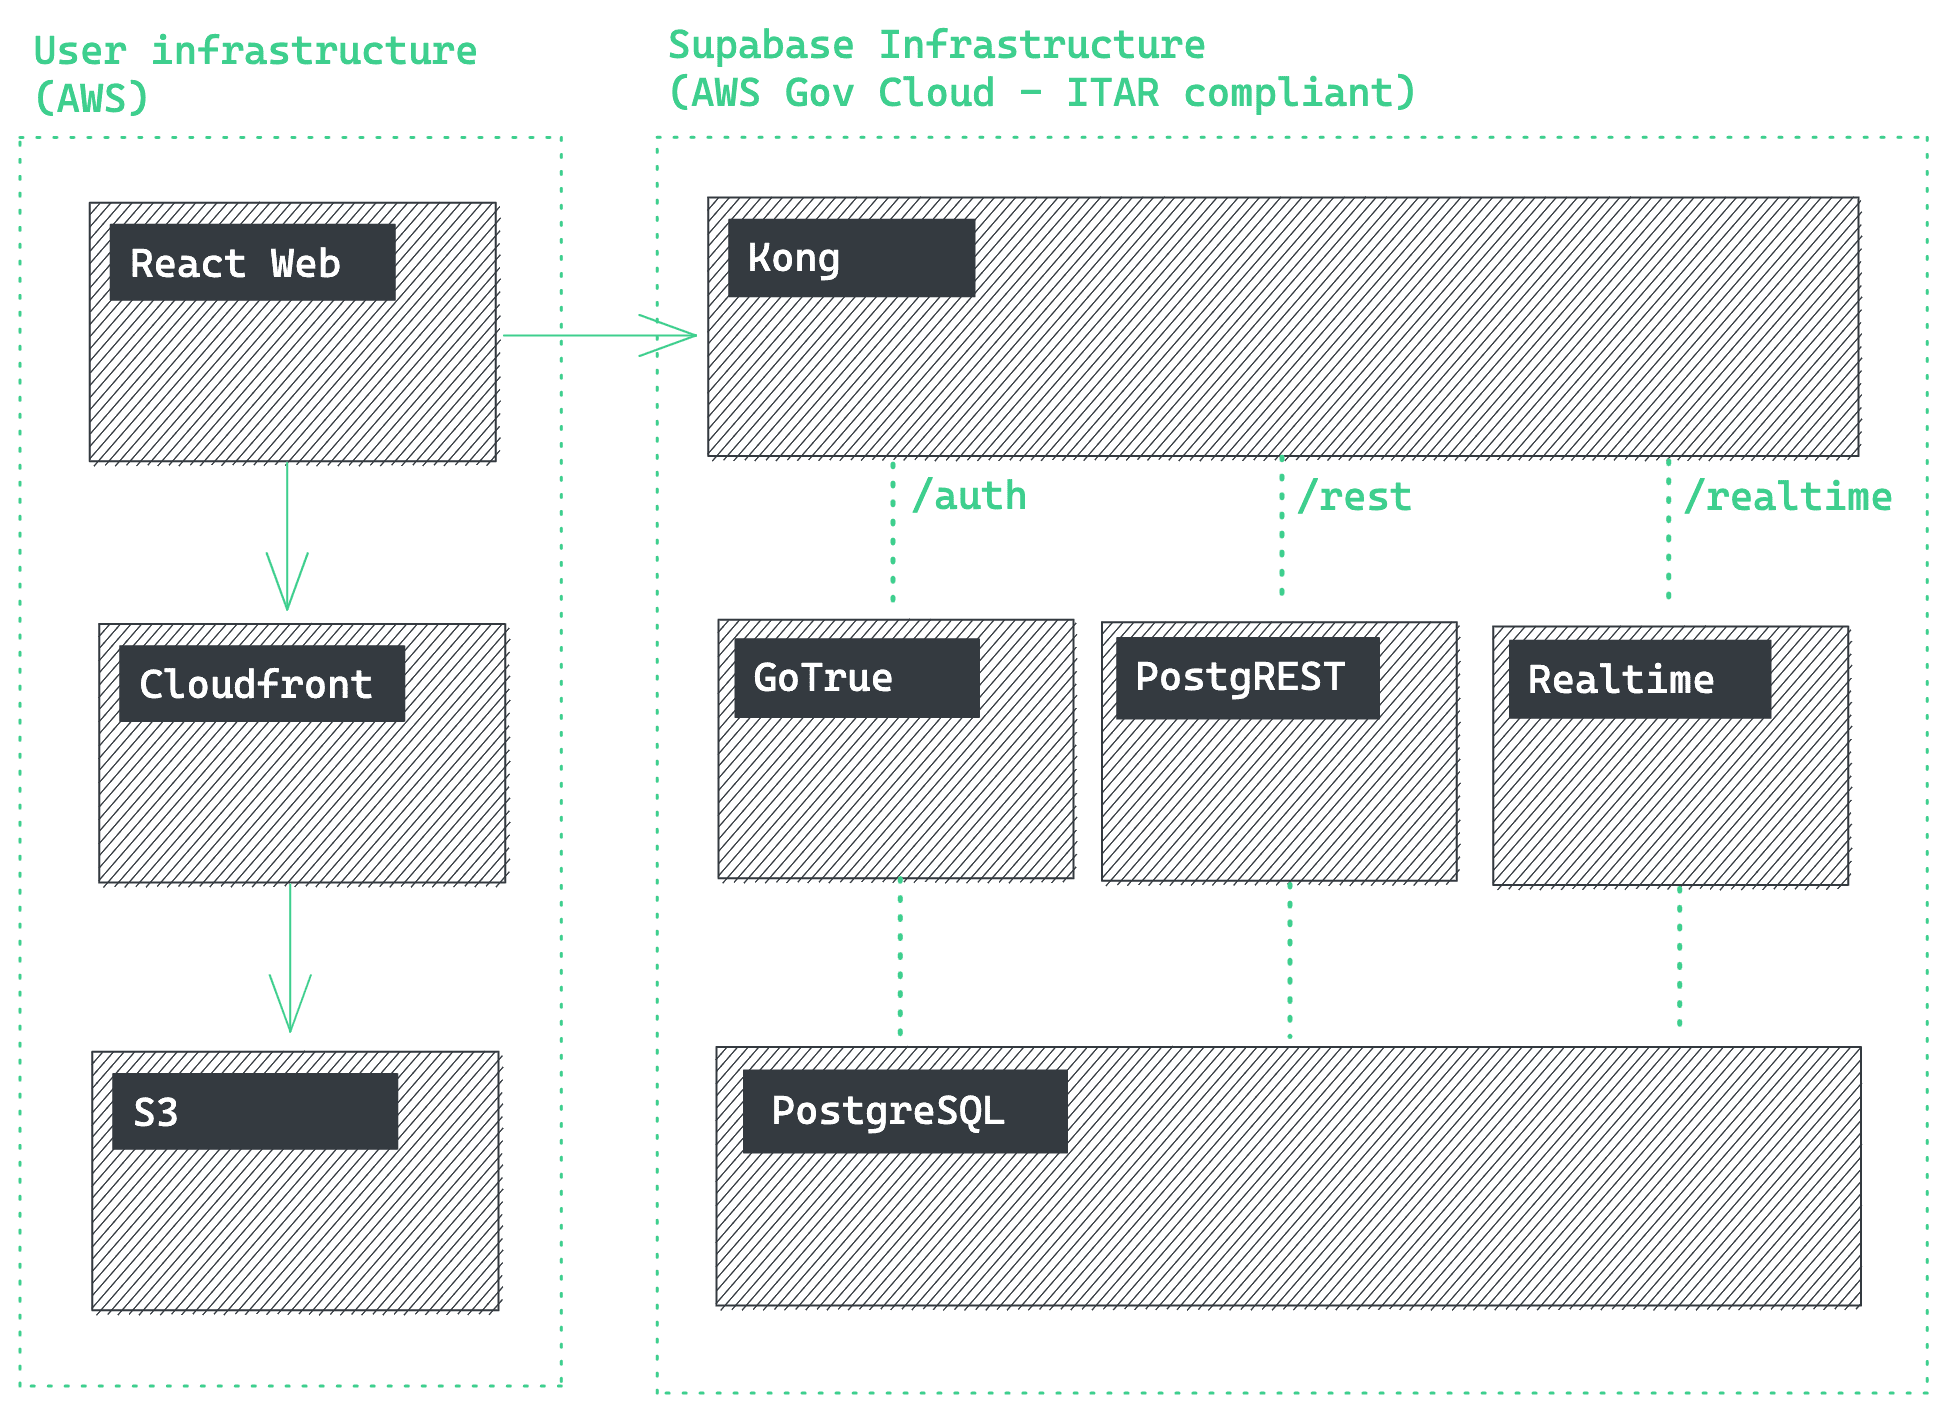 User infrastructure
(AWS)
Supabase Infrastructure
(AWS Gov Cloud - ITAR compliant)
React Web
Kong
/auth
/rest
/realtime
Cloudfront
GoTrue
PostgREST
Realtime
S3
PostgreSQL